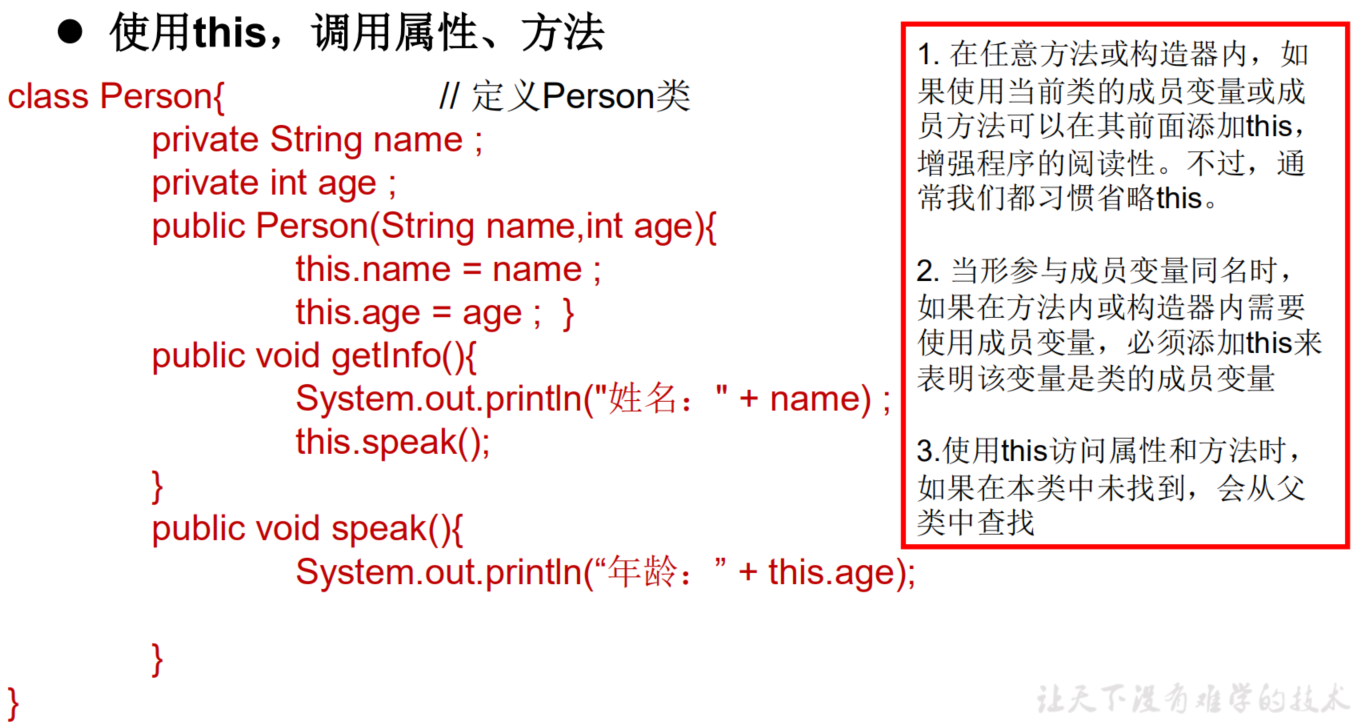 ● 使用this，调用属性、方法
class Person{ // 定义Person类
private String name ;
private int age ;
public Person(String name,int age){
this.name = name ;
this.age = age ; }
public void getInfo(){
System.out.println("姓名：" + name) ;
this.speak();
}
public void speak(){
System.out.println(“年龄：” + this.age);
}
}
1. 在任意方法或构造器内，如
果使用当前类的成员变量或成
员方法可以在其前面添加this，
增强程序的阅读性。不过，通
常我们都习惯省略this。
2. 当形参与成员变量同名时，
如果在方法内或构造器内需要
使用成员变量，必须添加this来
表明该变量是类的成员变量
3.使用this访问属性和方法时，
如果在本类中未找到，会从父
类中查找
让天下没有难学的技术